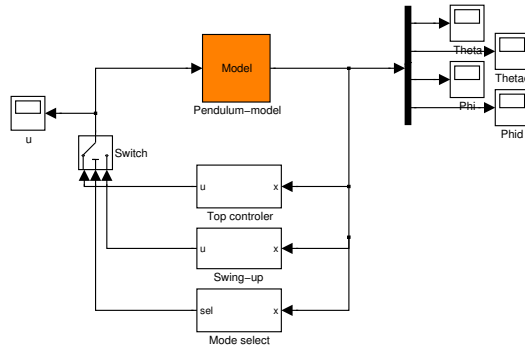 Theta
Model
Thetad
Pendulum-model
Phi
u
Phid
Switch
u
x
Top controler
u
x
Swing-up
sel
x
Mode select